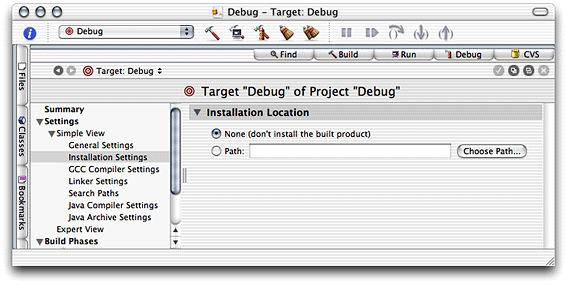 Debug – Target: Debug
Debug
Find Build Run Debug CVS
Target: Debug
Target "Debug" of Project "Debug"
Files
Classes
Bookmarks
Summary
Settings
Simple View
General Settings
Installation Settings
GCC Compiler Settings
Linker Settings
Search Paths
Java Compiler Settings
Java Archive Settings
Expert View
Build Phases
Installation Location
None (don't install the built product)
Path:
Choose Path...